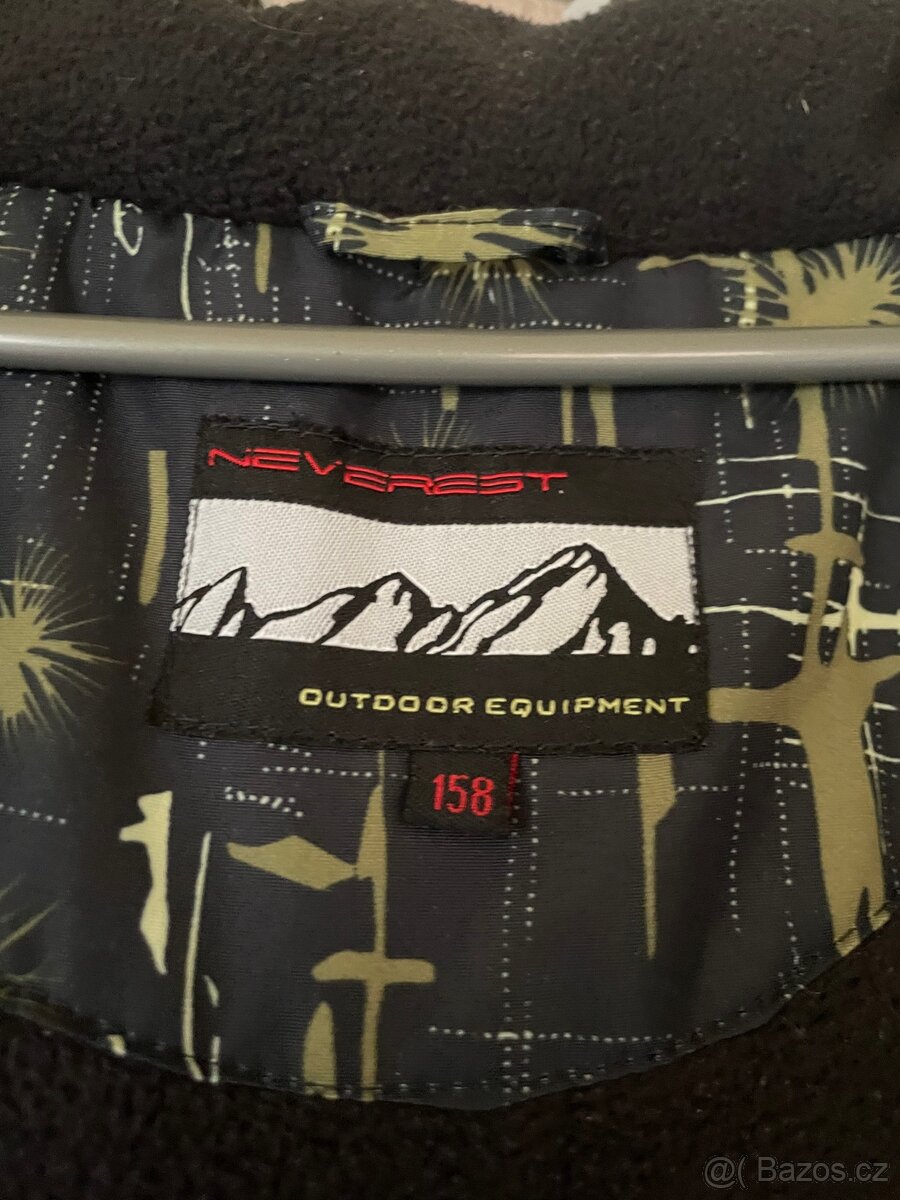 NEVEREST
OUTDOOR EQUIPMENT
158
@( Bazos.cz